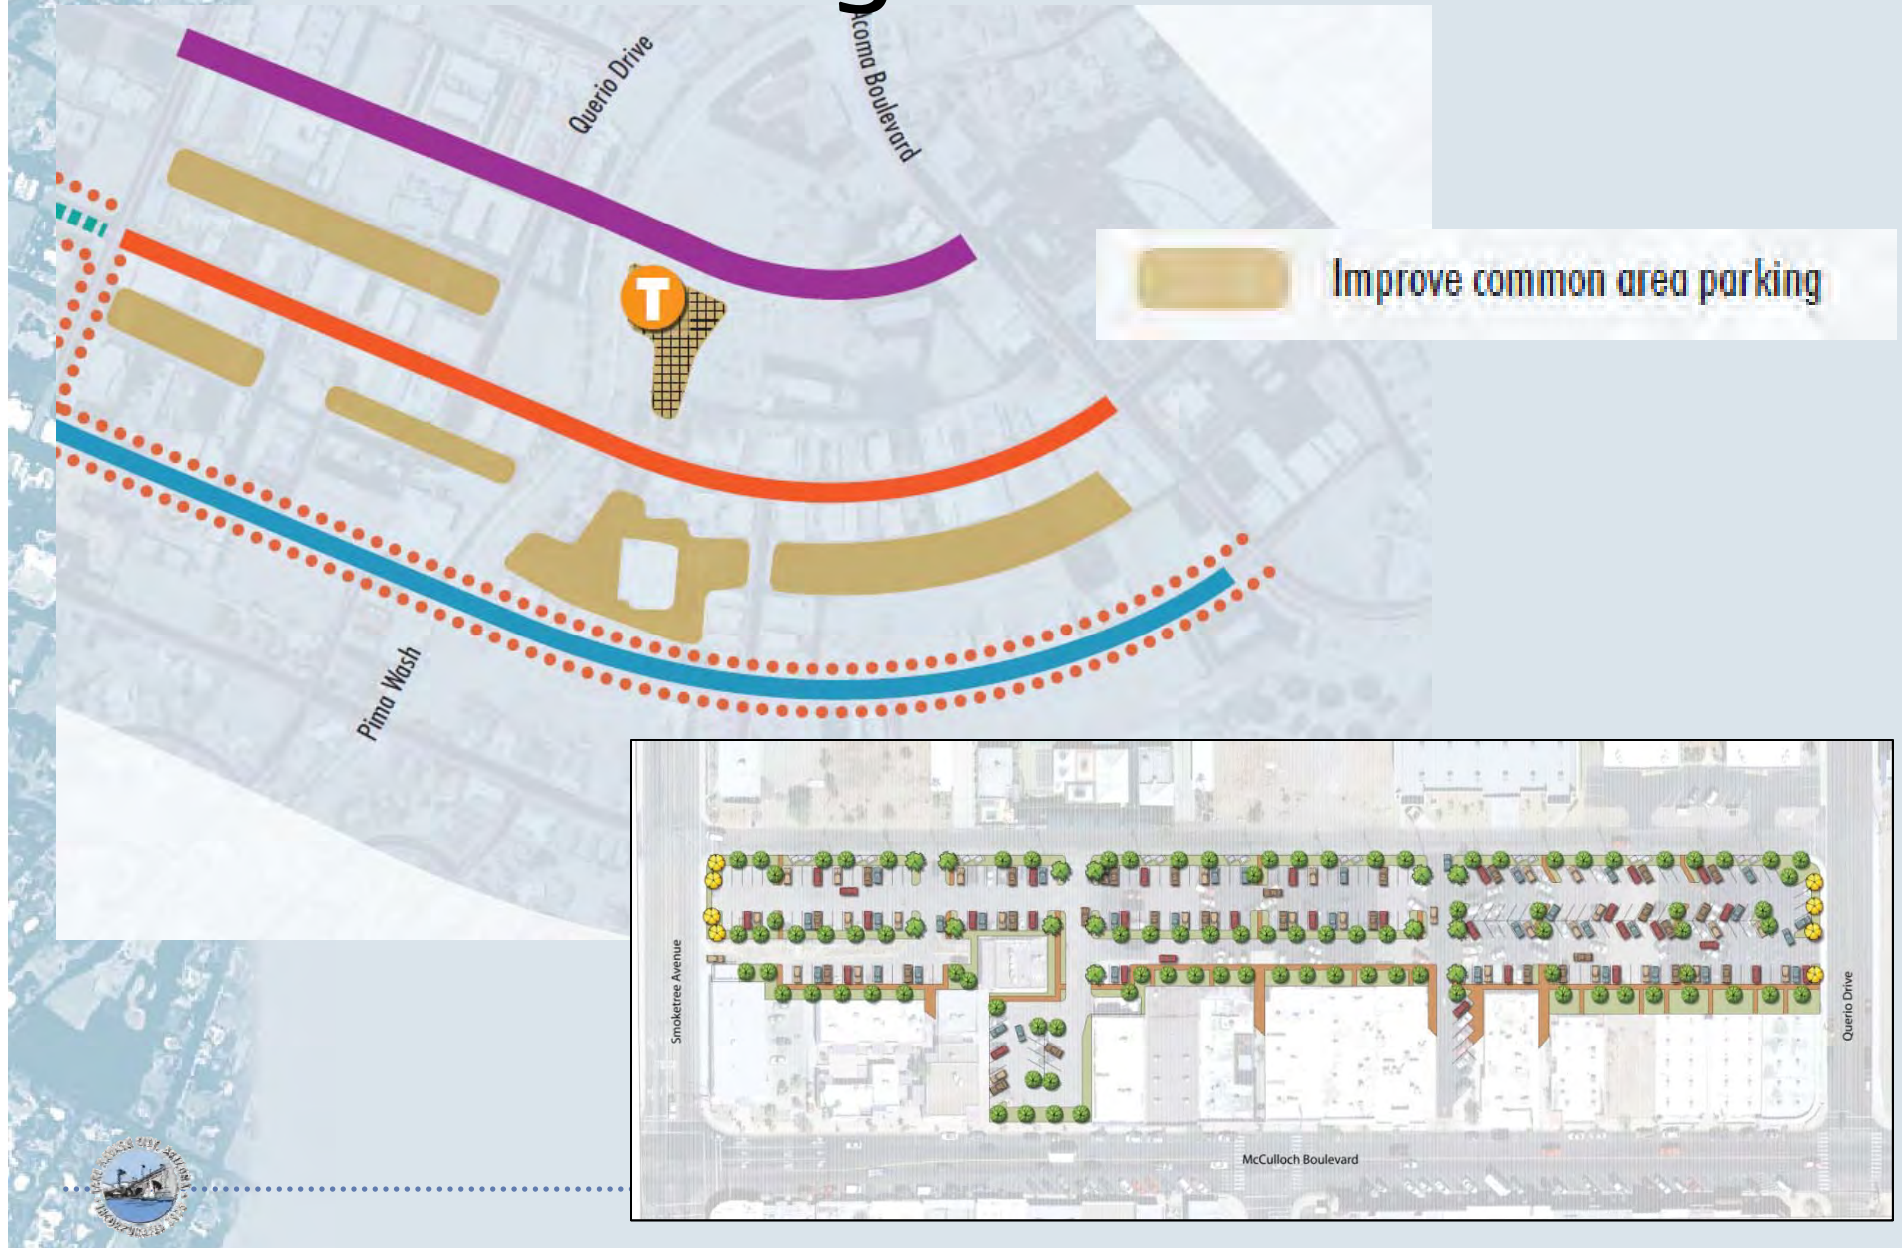 Querio Drive
Acoma Boulevard
T
Improve common area parking
Pima Wash
Smoketree Avenue
Querio Drive
McCulloch Boulevard